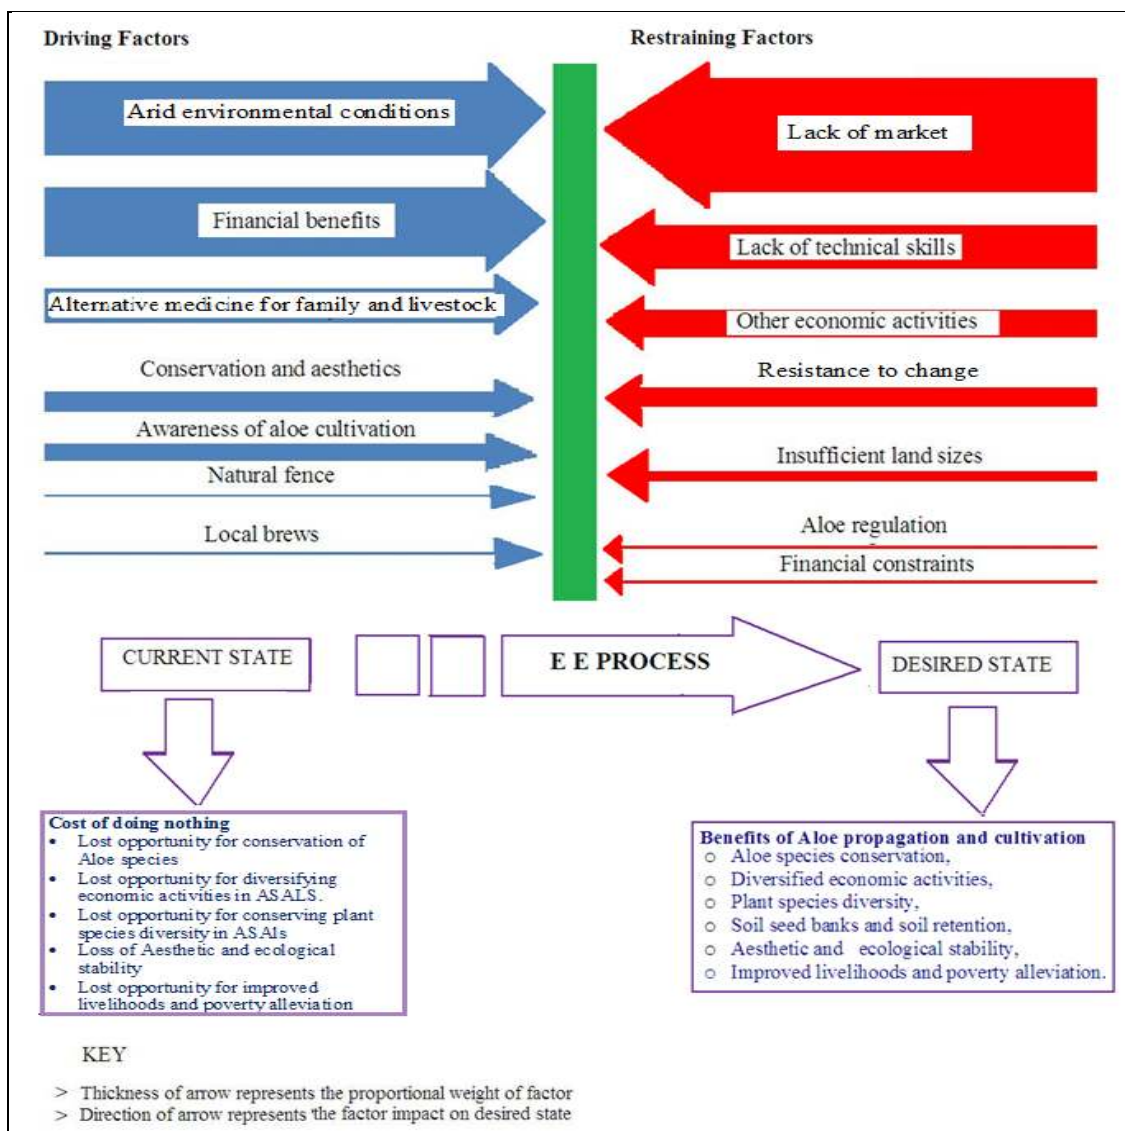 Driving Factors
Restraining Factors
Arid environmental conditions
Financial benefits
Alternative medicine for family and livestock
Conservation and aesthetics
Awareness of aloe cultivation
Natural fence
Local brews
Lack of market
Lack of technical skills
Other economic activities
Resistance to change
Insufficient land sizes
Aloe regulation
Financial constraints
CURRENT STATE
E E PROCESS
DESIRED STATE
Cost of doing nothing
• Lost opportunity for conservation of
Aloe species
• Lost opportunity for diversifying
economic activities in ASALS.
• Lost opportunity for conserving plant
species diversity in ASAls
• Loss of Aesthetic and ecological
stability
• Lost opportunity for improved
livelihoods and poverty alleviation
Benefits of Aloe propagation and cultivation
o Aloe species conservation,
o Diversified economic activities,
o Plant species diversity,
o Soil seed banks and soil retention,
o Aesthetic and ecological stability,
o Improved livelihoods and poverty alleviation.
KEY
> Thickness of arrow represents the proportional weight of factor
> Direction of arrow represents the factor impact on desired state